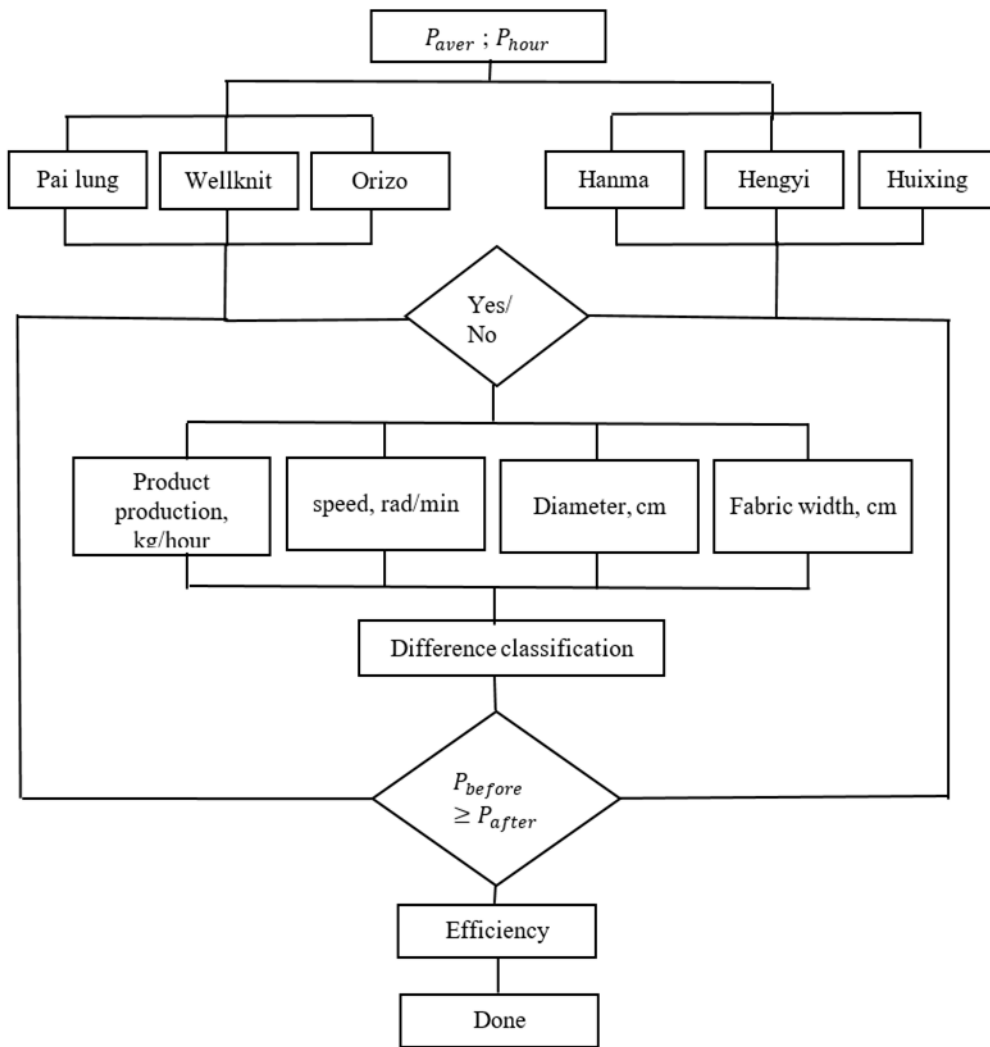 P_aver ; P_hour
Pai lung
Wellknit
Orizo
Hanma
Hengyi
Huixing
Yes/
No
Product
production,
kg/hour
speed, rad/min
Diameter, cm
Fabric width, cm
Difference classification
P_before
≥ P_after
Efficiency
Done